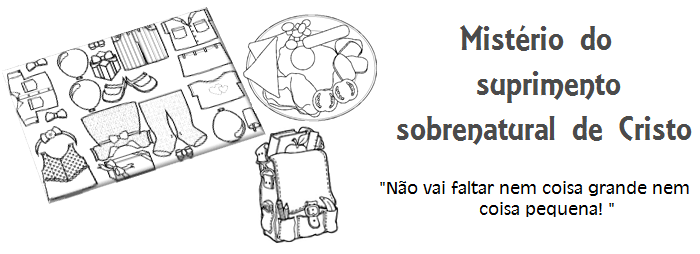 Mistério do
suprimento
sobrenatural de Cristo
"Não vai faltar nem coisa grande nem
coisa pequena! "